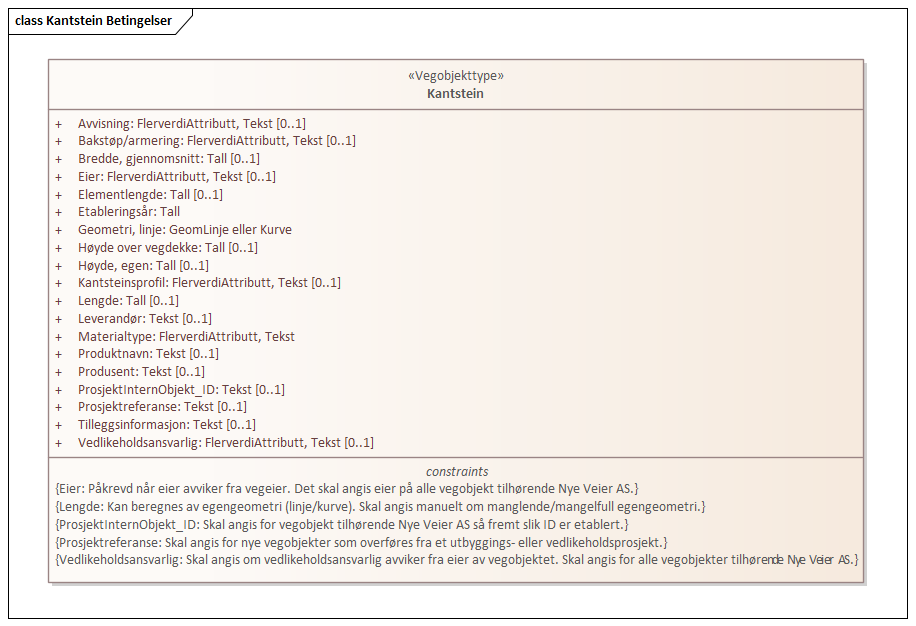 class Kantstein Betingelser
«Vegobjekttype»
Kantstein
+ Avvisning: FlerverdiAttributt, Tekst [0..1]
+ Bakstøp/armering: FlerverdiAttributt, Tekst [0..1]
+ Bredde, gjennomsnitt: Tall [0..1]
+ Eier: FlerverdiAttributt, Tekst [0..1]
+ Elementlengde: Tall [0..1]
+ Etableringsår: Tall
+ Geometri, linje: GeomLinje eller Kurve
+ Høyde over vegdekke: Tall [0..1]
+ Høyde, egen: Tall [0..1]
+ Kantsteinsprofil: FlerverdiAttributt, Tekst [0..1]
+ Lengde: Tall [0..1]
+ Leverandør: Tekst [0..1]
+ Materialtype: FlerverdiAttributt, Tekst
+ Produktnavn: Tekst [0..1]
+ Produsent: Tekst [0..1]
+ ProsjektInternObjekt_ID: Tekst [0..1]
+ Prosjektreferanse: Tekst [0..1]
+ Tilleggsinformasjon: Tekst [0..1]
+ Vedlikeholdsansvarlig: FlerverdiAttributt, Tekst [0..1]
constraints
{Eier: Påkrevd når eier avviker fra vegeier. Det skal angis eier på alle vegobjekt tilhørende Nye Veier AS.}
{Lengde: Kan beregnes av egengeometri (linje/kurve). Skal angis manuelt om manglende/mangelfull egengeometri.}
{ProsjektInternObjekt_ID: Skal angis for vegobjekt tilhørende Nye Veier AS så fremt slik ID er etablert.}
{Prosjektreferanse: Skal angis for nye vegobjekter som overføres fra et utbyggings- eller vedlikeholdsprosjekt.}
{Vedlikeholdsansvarlig: Skal angis om vedlikeholdsansvarlig avviker fra eier av vegobjektet. Skal angis for alle vegobjekter tilhørende Nye Veier AS.}